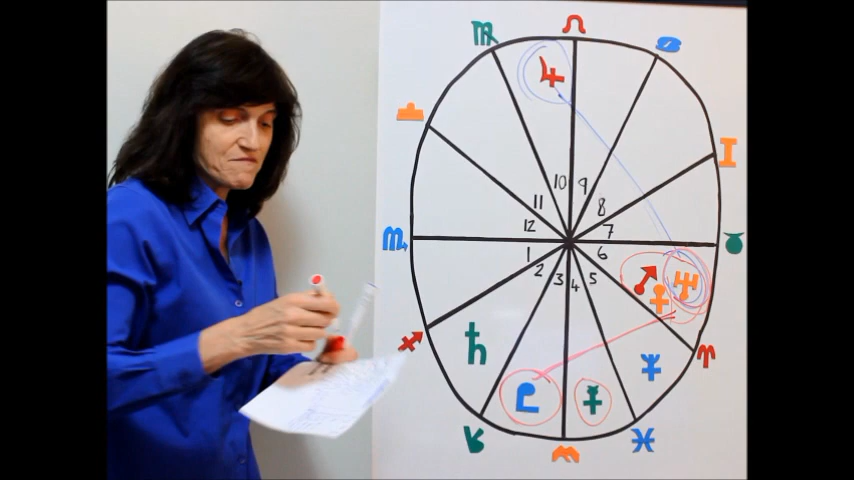 ♍ ♌ ♋
♃
♎
♊
10 9
11 8
12 7
♏ ♉
1 6
2 3 4 5
♂ ♀ ♅
♐ ♄ ♆ ♈
♇ ☿
♑ ♒ ♓